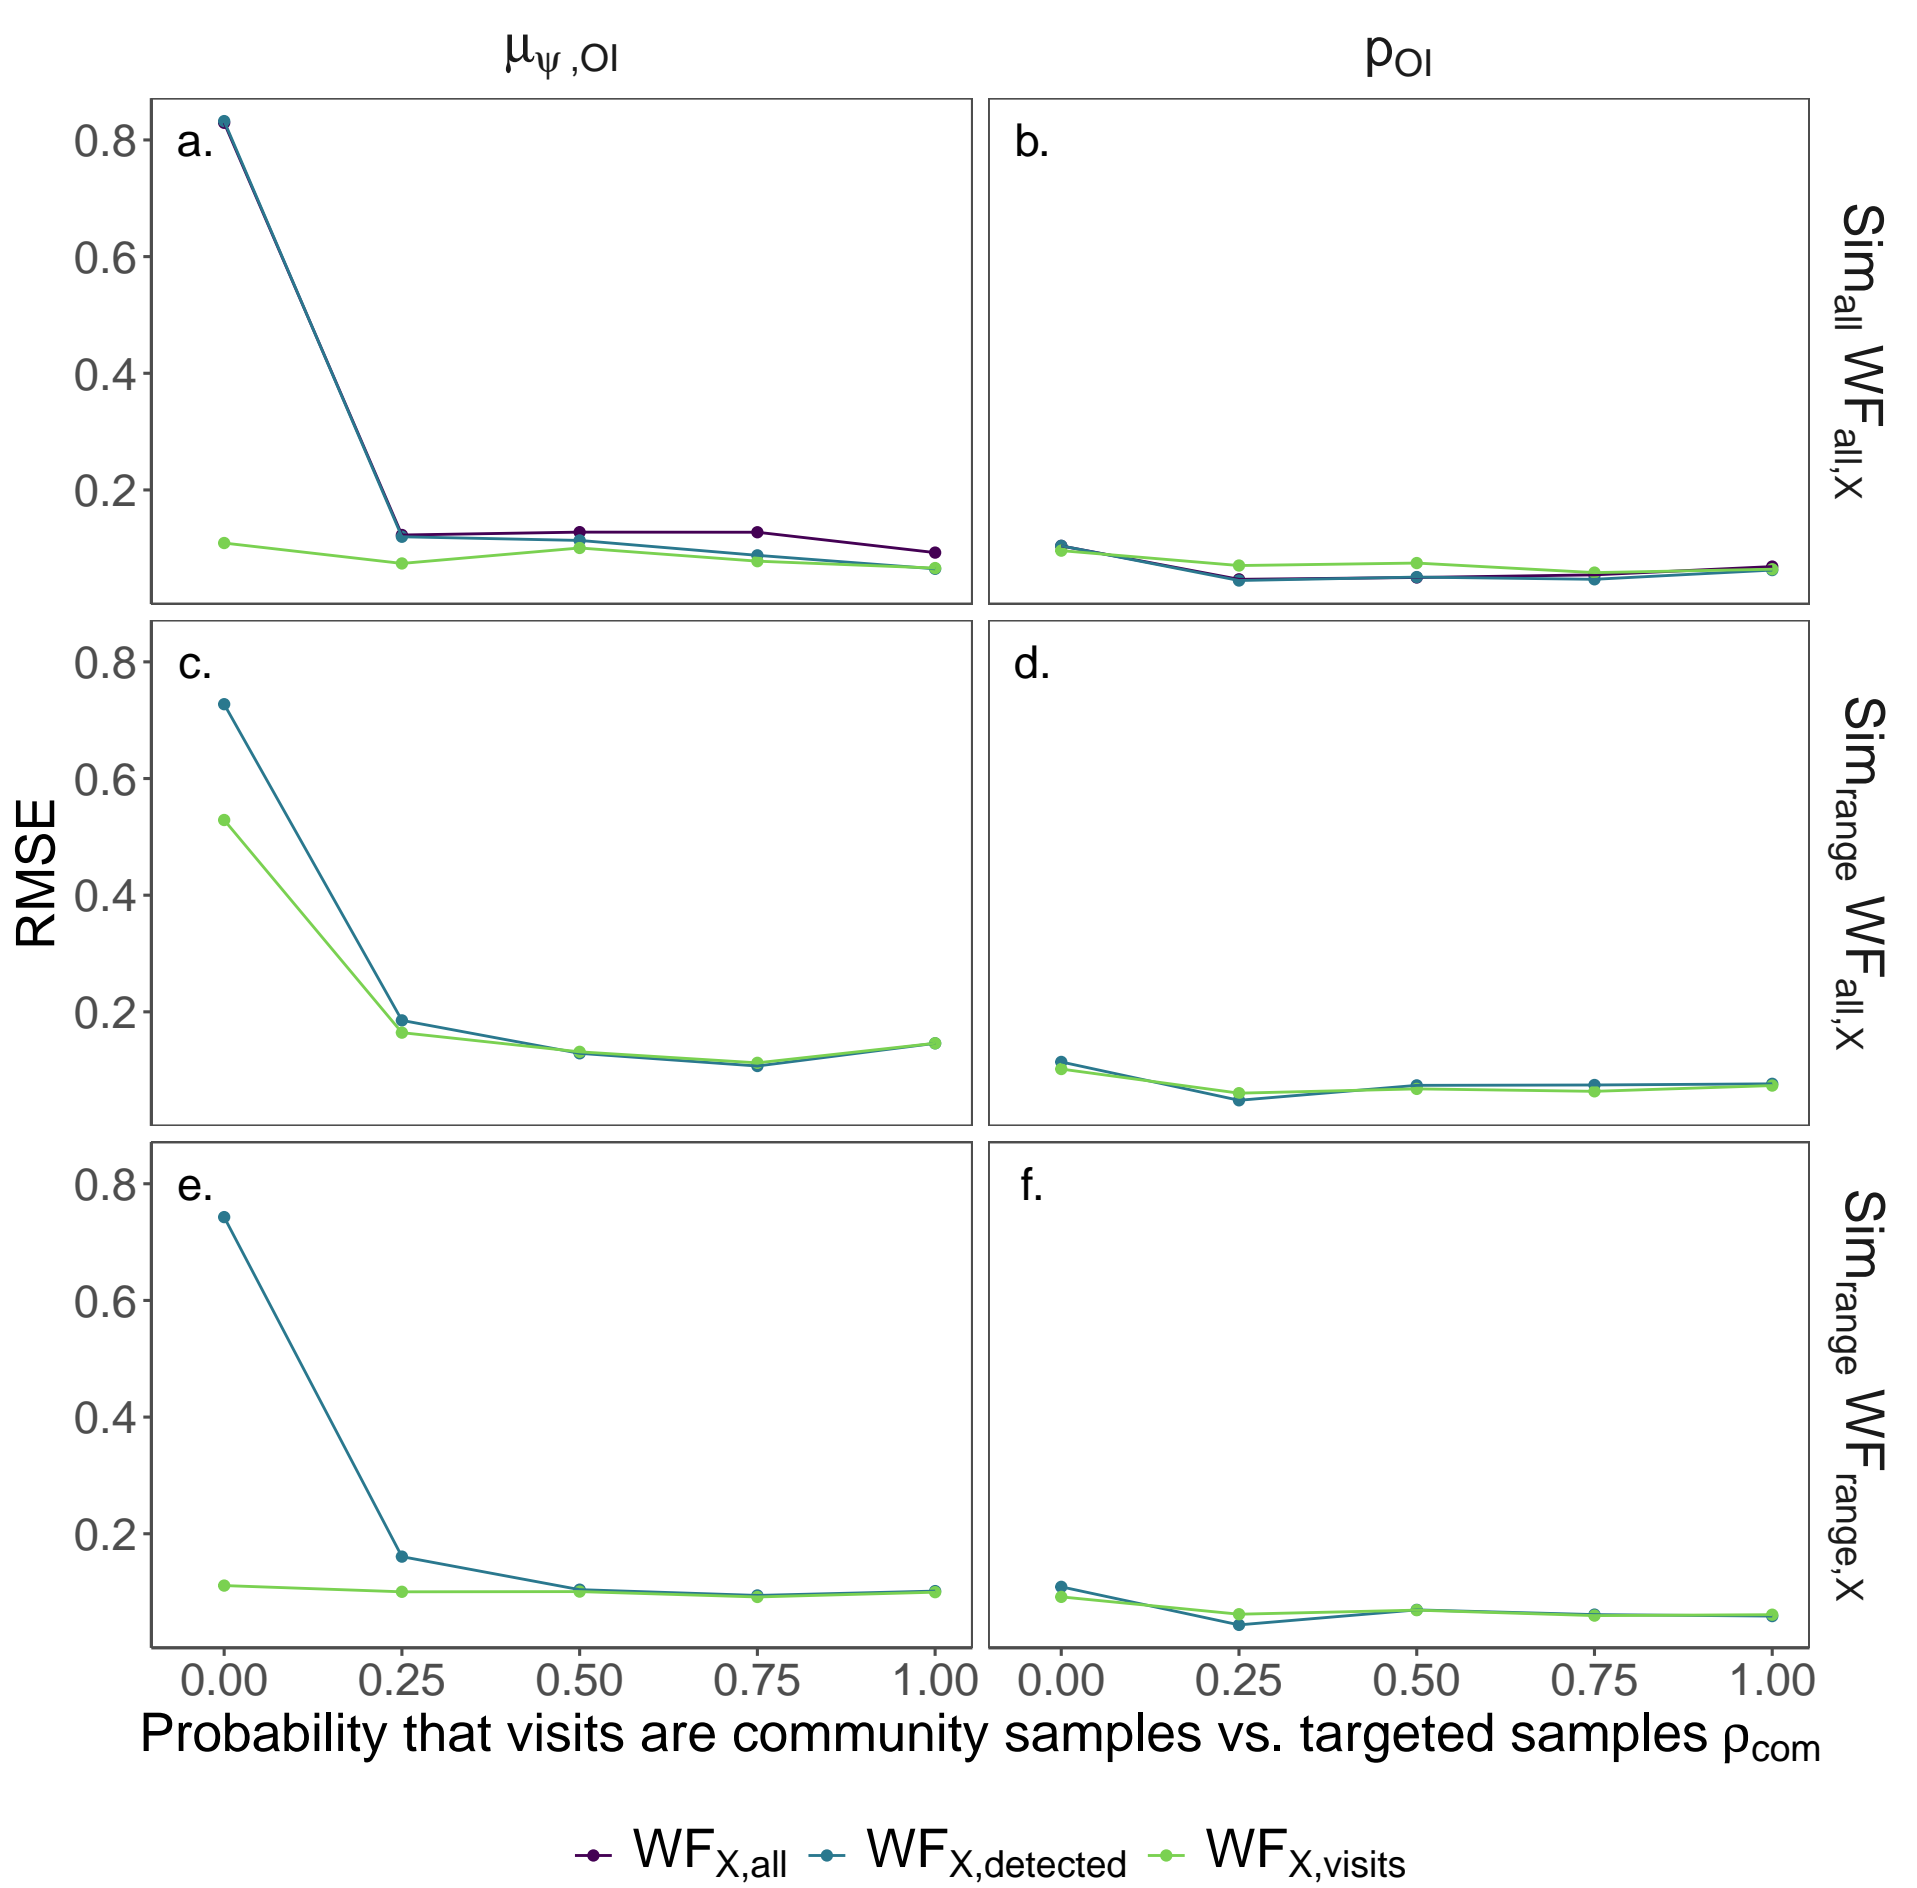 μψ,OI pOI
a. b.
0.8
0.6
0.4
0.2
Simall WFall,X
c. d.
0.8
0.6
0.4
0.2
Simrange WFall,X
RMSE
e. f.
0.8
0.6
0.4
0.2
Simrange WFrange,X
0.00 0.25 0.50 0.75 1.00 0.00 0.25 0.50 0.75 1.00
Probability that visits are community samples vs. targeted samples ρcom
WFX,all WFX,detected WFX,visits